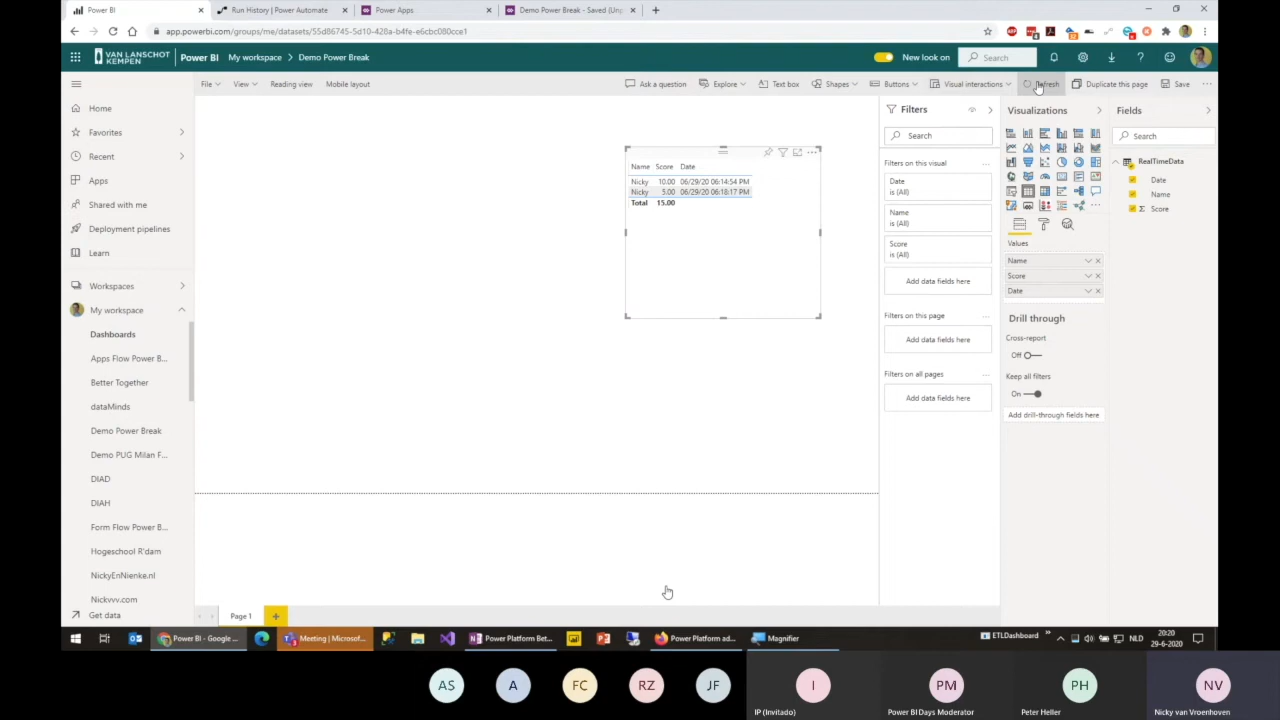 Power BI
Run History | Power Automate
Power Apps
Demo Power Break - Saved (Unp
app.powerbi.com/groups/me/datasets/55d86745-5d10-428a-b4fe-e6cbc080cce1
VAN LANSCHOT
KEMPEN
Power BI
My workspace
Demo Power Break
New look on
Search
File
View
Reading view
Mobile layout
Ask a question
Explore
Text box
Shapes
Buttons
Visual interactions
Refresh
Duplicate this page
Save
Home
Favorites
Recent
Apps
Shared with me
Deployment pipelines
Learn
Workspaces
My workspace
Dashboards
Apps Flow Power B...
Better Together
dataMinds
Demo Power Break
Demo PUG Milan F...
DIAD
DIAH
Form Flow Power B...
Hogeschool R'dam
NickyEnNienke.nl
Nickvvv.com
Get data
Name Score Date
Nicky 10.00 06/29/20 06:14:54 PM
Nicky 5.00 06/29/20 06:18:17 PM
Total 15.00
Page 1
Filters
Search
Filters on this visual
Date
is (All)
Name
is (All)
Score
is (All)
Add data fields here
Filters on this page
Add data fields here
Filters on all pages
Add data fields here
Visualizations
Values
Name
Score
Date
Drill through
Cross-report
Off
Keep all filters
On
Add drill-through fields here
Fields
Search
RealTimeData
Date
Name
Score
Power BI - Google ...
Meeting | Microsof...
Power Platform Bet...
Power Platform ad...
Magnifier
ETLDashboard
NLD
20:20
29-6-2020
AS
A
FC
RZ
JF
I
IP (Invitado)
PM
Power BI Days Moderator
PH
Peter Heller
NV
Nicky van Vroenhoven